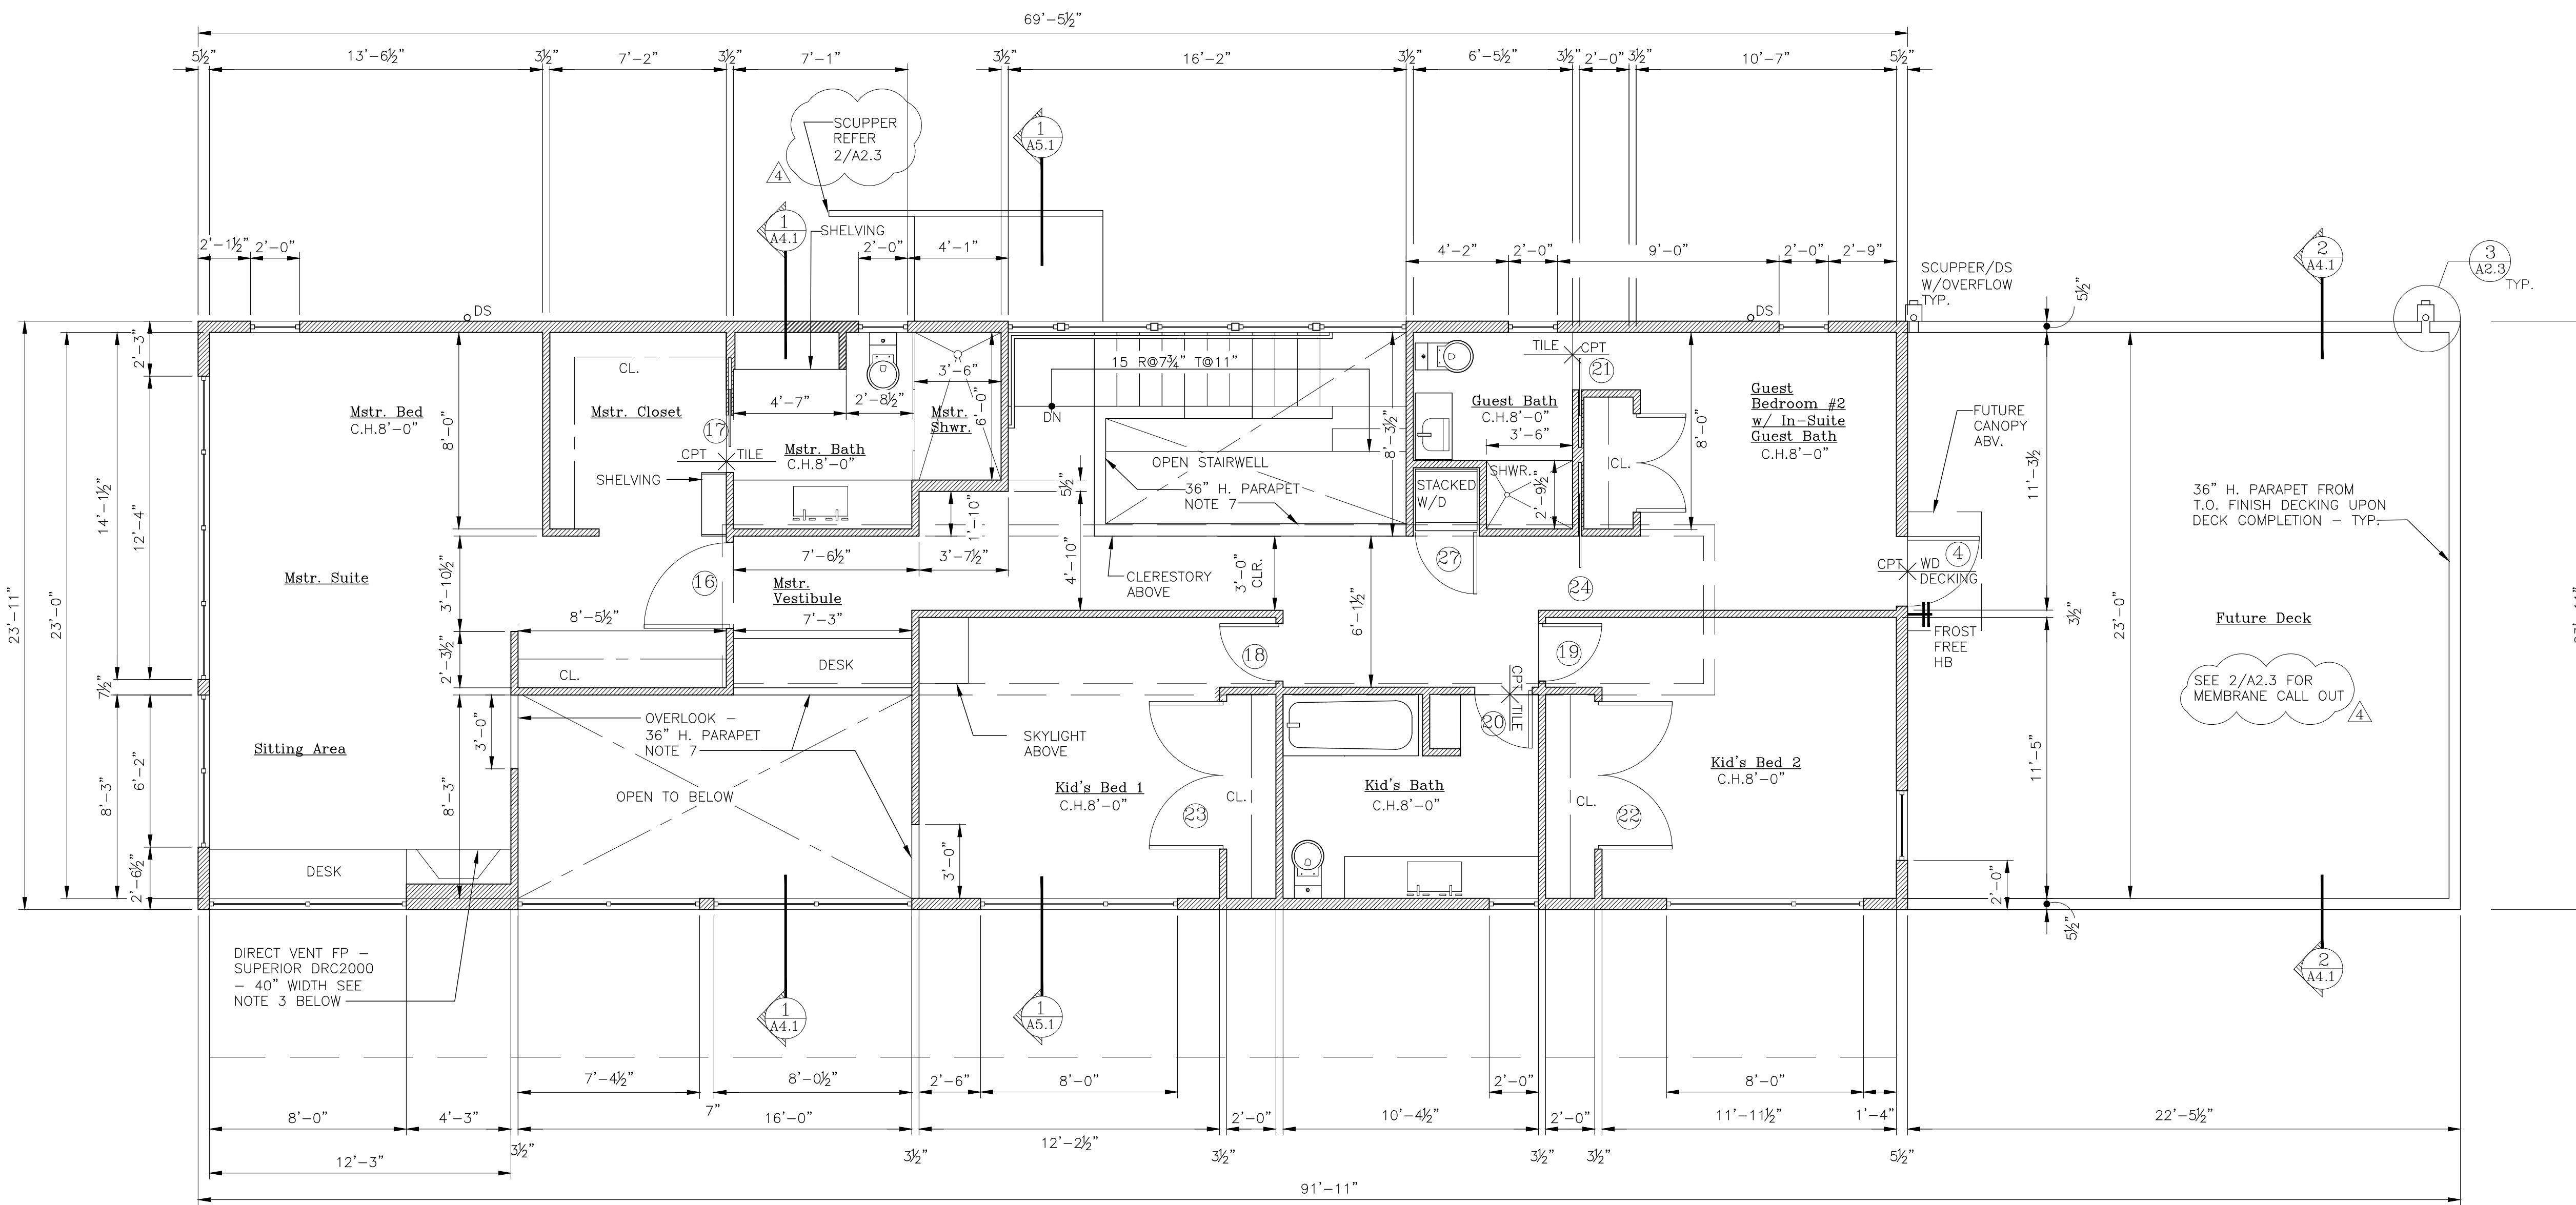 69'-5½"
5½" 13'-6½" 3½" 7'-2" 3½" 7'-1" 3½" 16'-2" 3½" 6'-5½" 3½" 2'-0" 3½" 10'-7" 5½"
SCUPPER
REFER
2/A2.3
4
1
A5.1
1
A4.1
SHELVING
2'-1½" 2'-0" 2'-0" 4'-1" 4'-2" 2'-0" 9'-0" 2'-0" 2'-9"
SCUPPER/DS
W/OVERFLOW
TYP.
5½"
2
A4.1
3
A2.3
TYP.
DS
DS
23'-11"
23'-0"
2'-3"
14'-1½"
12'-4"
7½"
8'-3"
6'-2"
2'-6½"
Mstr. Bed
C.H.8'-0"
8'-0"
CL.
Mstr. Closet
17
CPT TILE
SHELVING
4'-7"
2'-8½"
Mstr. Bath
C.H.8'-0"
3'-6"
Mstr.
Shwr.
6'-0"
15 R@7¾" T@11"
DN
OPEN STAIRWELL
36" H. PARAPET
NOTE 7
8'-3½"
5½"
1'-10"
4'-10"
TILE CPT
21
Guest Bath
C.H.8'-0"
3'-6"
SHWR.
2'-9½"
STACKED
W/D
CL.
8'-0"
Guest
Bedroom #2
w/ In-Suite
Guest Bath
C.H.8'-0"
FUTURE
CANOPY
ABV.
11'-3½"
36" H. PARAPET FROM
T.O. FINISH DECKING UPON
DECK COMPLETION – TYP.
Mstr. Suite
3'-10½"
16
7'-6½"
3'-7½"
Mstr.
Vestibule
CLERESTORY
ABOVE
3'-0"
CLR.
27
24
4
CPT WD
DECKING
8'-5½"
7'-3"
6'-1½"
2'-3½"
CL.
DESK
18
19
CPT
TILE
20
FROST
FREE
HB
3½"
23'-0"
Future Deck
SEE 2/A2.3 FOR
MEMBRANE CALL OUT
4
Sitting Area
3'-0"
8'-3"
OVERLOOK –
36" H. PARAPET
NOTE 7
SKYLIGHT
ABOVE
OPEN TO BELOW
Kid's Bed 1
C.H.8'-0"
3'-0"
23
CL.
Kid's Bath
C.H.8'-0"
CL.
22
Kid's Bed 2
C.H.8'-0"
11'-5"
2'-0"
5½"
DESK
DIRECT VENT FP –
SUPERIOR DRC2000
– 40" WIDTH SEE
NOTE 3 BELOW
1
A4.1
1
A5.1
2
A4.1
7'-4½" 8'-0½" 2'-6" 8'-0" 2'-0" 8'-0"
7"
8'-0" 4'-3" 16'-0" 2'-0" 10'-4½" 2'-0" 11'-11½" 1'-4" 22'-5½"
12'-2½"
3½" 3½" 3½" 3½" 3½" 5½"
12'-3"
91'-11"